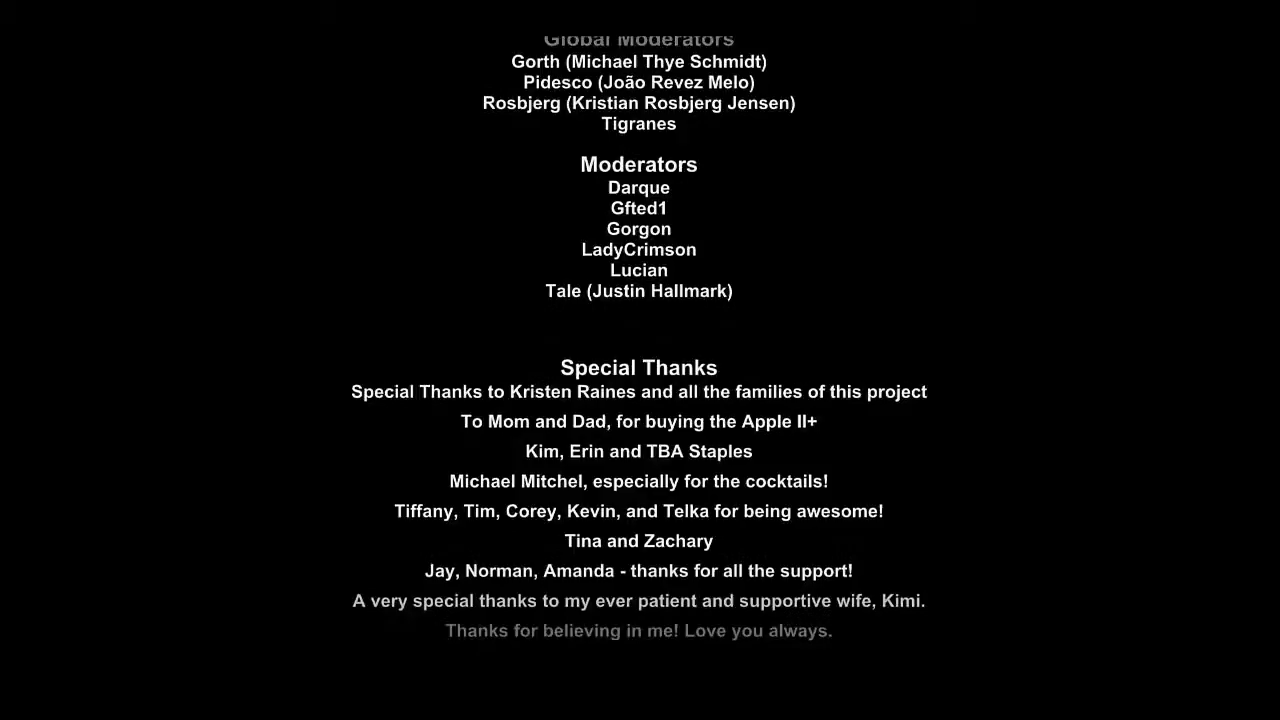 Global Moderators
Gorth (Michael Thye Schmidt)
Pidesco (João Revez Melo)
Rosbjerg (Kristian Rosbjerg Jensen)
Tigranes
Moderators
Darque
Gfted1
Gorgon
LadyCrimson
Lucian
Tale (Justin Hallmark)
Special Thanks
Special Thanks to Kristen Raines and all the families of this project
To Mom and Dad, for buying the Apple II+
Kim, Erin and TBA Staples
Michael Mitchel, especially for the cocktails!
Tiffany, Tim, Corey, Kevin, and Telka for being awesome!
Tina and Zachary
Jay, Norman, Amanda - thanks for all the support!
A very special thanks to my ever patient and supportive wife, Kimi.
Thanks for believing in me! Love you always.